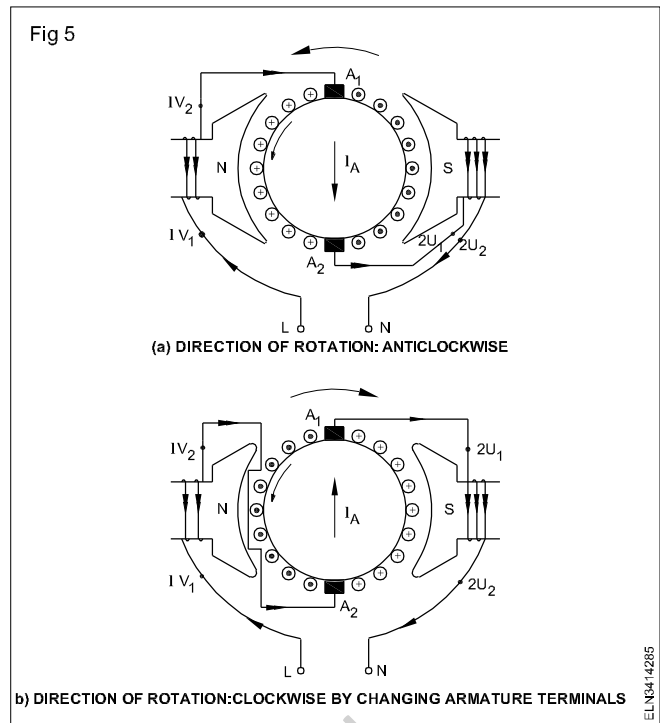 Fig 5
A1
IV2
N
IA
S
IV1
A2
2U1
2U2
L
N
(a) DIRECTION OF ROTATION: ANTICLOCKWISE
A1
IV2
2U1
N
IA
S
IV1
A2
2U2
L
N
b) DIRECTION OF ROTATION:CLOCKWISE BY CHANGING ARMATURE TERMINALS
ELN3414285